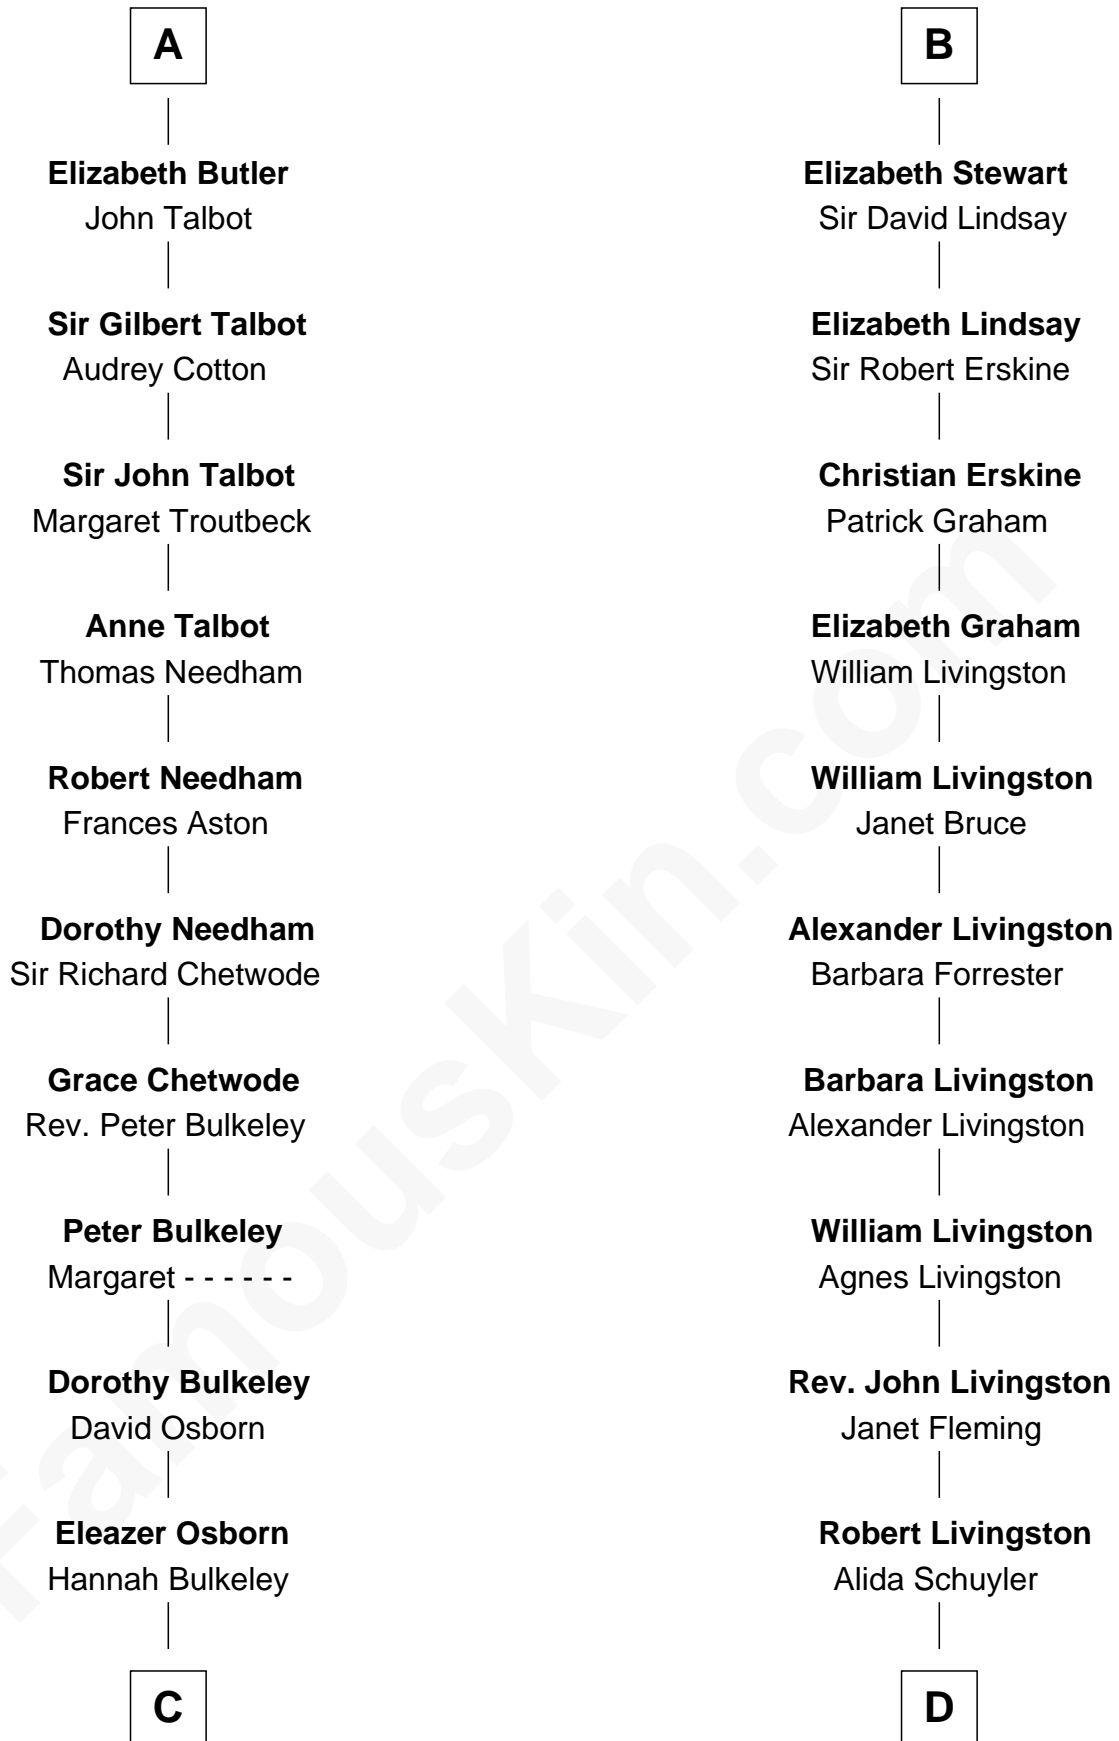 A
Elizabeth Butler
John Talbot
Sir Gilbert Talbot
Audrey Cotton
Sir John Talbot
Margaret Troutbeck
Anne Talbot
Thomas Needham
Robert Needham
Frances Aston
Dorothy Needham
Sir Richard Chetwode
Grace Chetwode
Rev. Peter Bulkeley
Peter Bulkeley
Margaret - - - - - -
Dorothy Bulkeley
David Osborn
Eleazer Osborn
Hannah Bulkeley
C
B
Elizabeth Stewart
Sir David Lindsay
Elizabeth Lindsay
Sir Robert Erskine
Christian Erskine
Patrick Graham
Elizabeth Graham
William Livingston
William Livingston
Janet Bruce
Alexander Livingston
Barbara Forrester
Barbara Livingston
Alexander Livingston
William Livingston
Agnes Livingston
Rev. John Livingston
Janet Fleming
Robert Livingston
Alida Schuyler
D
FamousKin.com